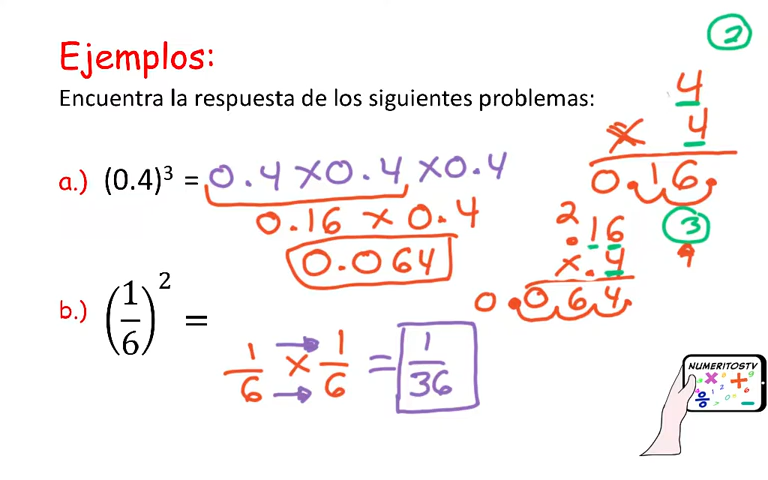 Ejemplos:
Encuentra la respuesta de los siguientes problemas:
a.) (0.4)³ = 0.4 × 0.4 × 0.4
0.16 × 0.4
0.064
b.) (1/6)² =
1/6 × 1/6 = 1/36
2
4
× 4
0.16
3
2
.16
×.4
0.064
NUMERITOSTV